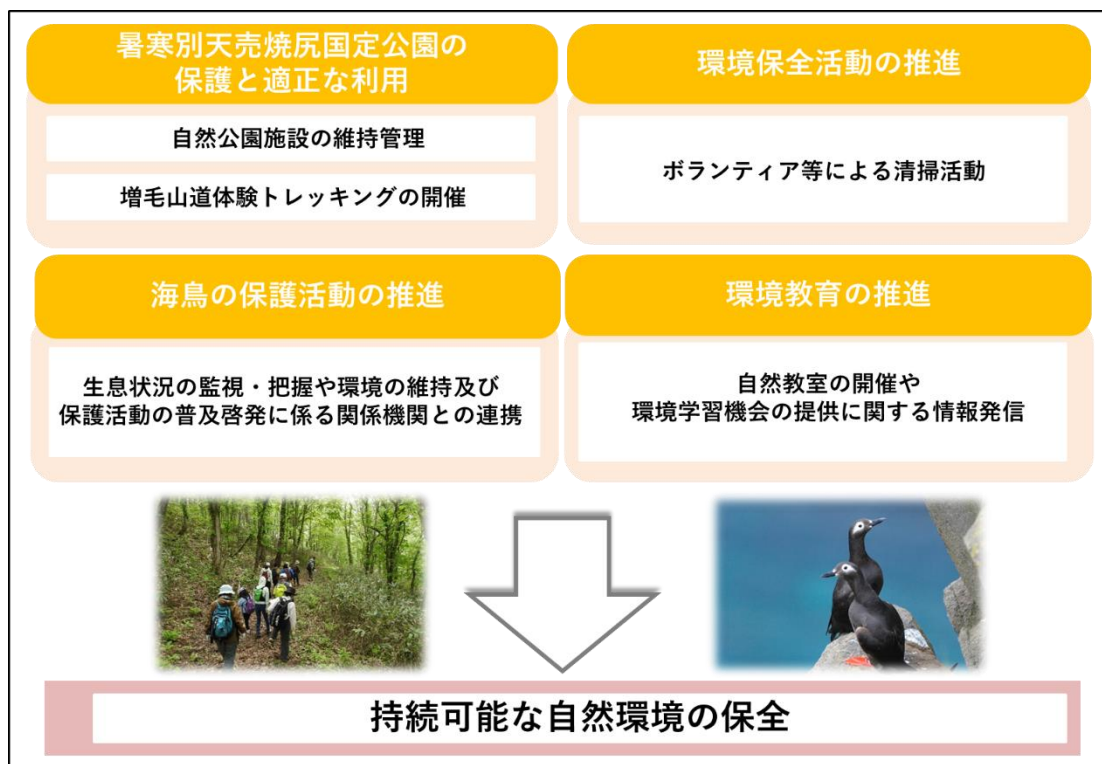 暑寒別天売焼尻国定公園の
保護と適正な利用
自然公園施設の維持管理
増毛山道体験トレッキングの開催
環境保全活動の推進
ボランティア等による清掃活動
海鳥の保護活動の推進
生息状況の監視・把握や環境の維持及び
保護活動の普及啓発に係る関係機関との連携
環境教育の推進
自然教室の開催や
環境学習機会の提供に関する情報発信
持続可能な自然環境の保全